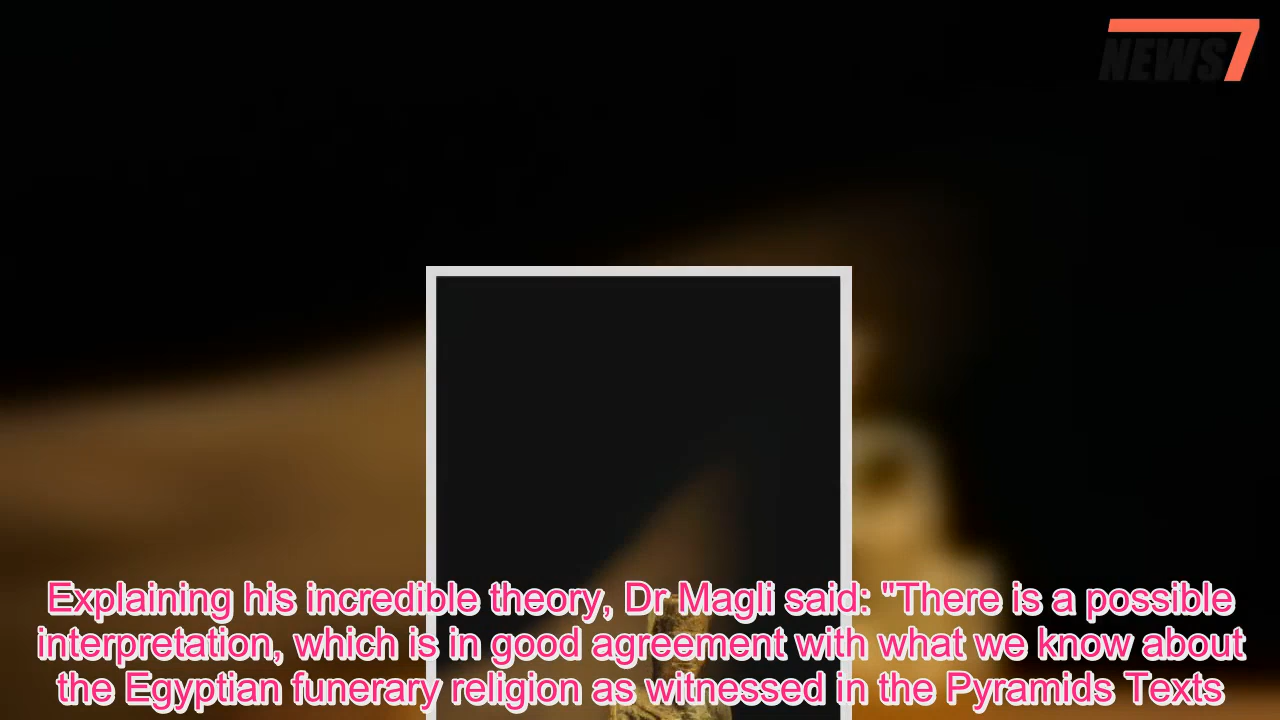 NEWS7
Explaining his incredible theory, Dr Magli said: "There is a possible
interpretation, which is in good agreement with what we know about
the Egyptian funerary religion as witnessed in the Pyramids Texts